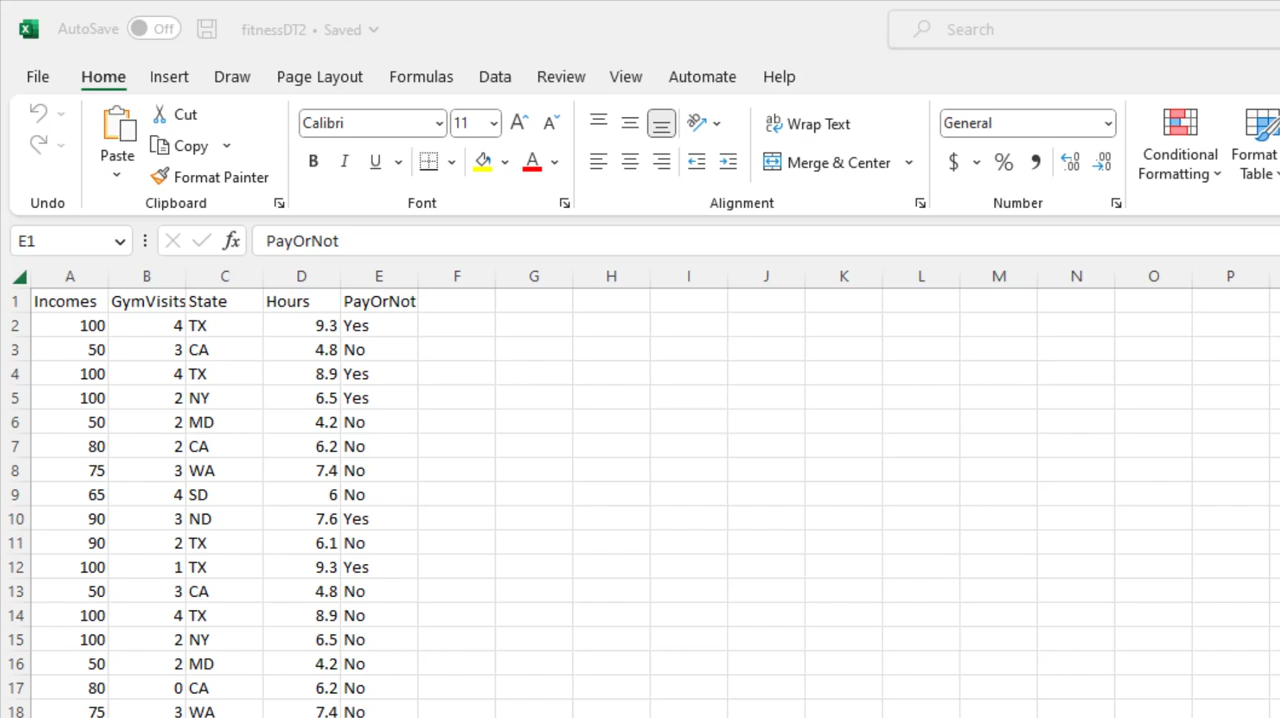 AutoSave Off fitnessDT2 • Saved Search
File Home Insert Draw Page Layout Formulas Data Review View Automate Help
Paste Cut Copy Format Painter
Calibri 11
B I U A
Wrap Text
Merge & Center
General
$ % 9 .00
Conditional Formatting
Format Table
Undo Clipboard Font Alignment Number
E1 fx PayOrNot
A B C D E F G H I J K L M N O P
1 Incomes GymVisits State Hours PayOrNot
2 100 4 TX 9.3 Yes
3 50 3 CA 4.8 No
4 100 4 TX 8.9 Yes
5 100 2 NY 6.5 Yes
6 50 2 MD 4.2 No
7 80 2 CA 6.2 No
8 75 3 WA 7.4 No
9 65 4 SD 6 No
10 90 3 ND 7.6 Yes
11 90 2 TX 6.1 No
12 100 1 TX 9.3 Yes
13 50 3 CA 4.8 No
14 100 4 TX 8.9 No
15 100 2 NY 6.5 No
16 50 2 MD 4.2 No
17 80 0 CA 6.2 No
18 75 3 WA 7.4 No